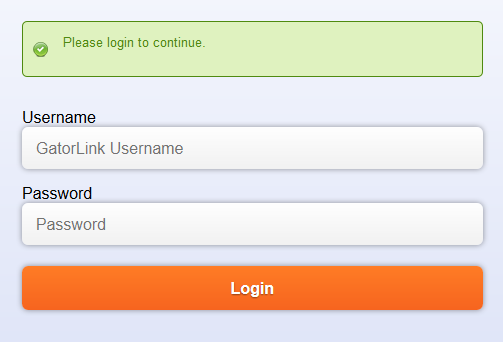 Please login to continue.
Username
GatorLink Username
Password
Password
Login